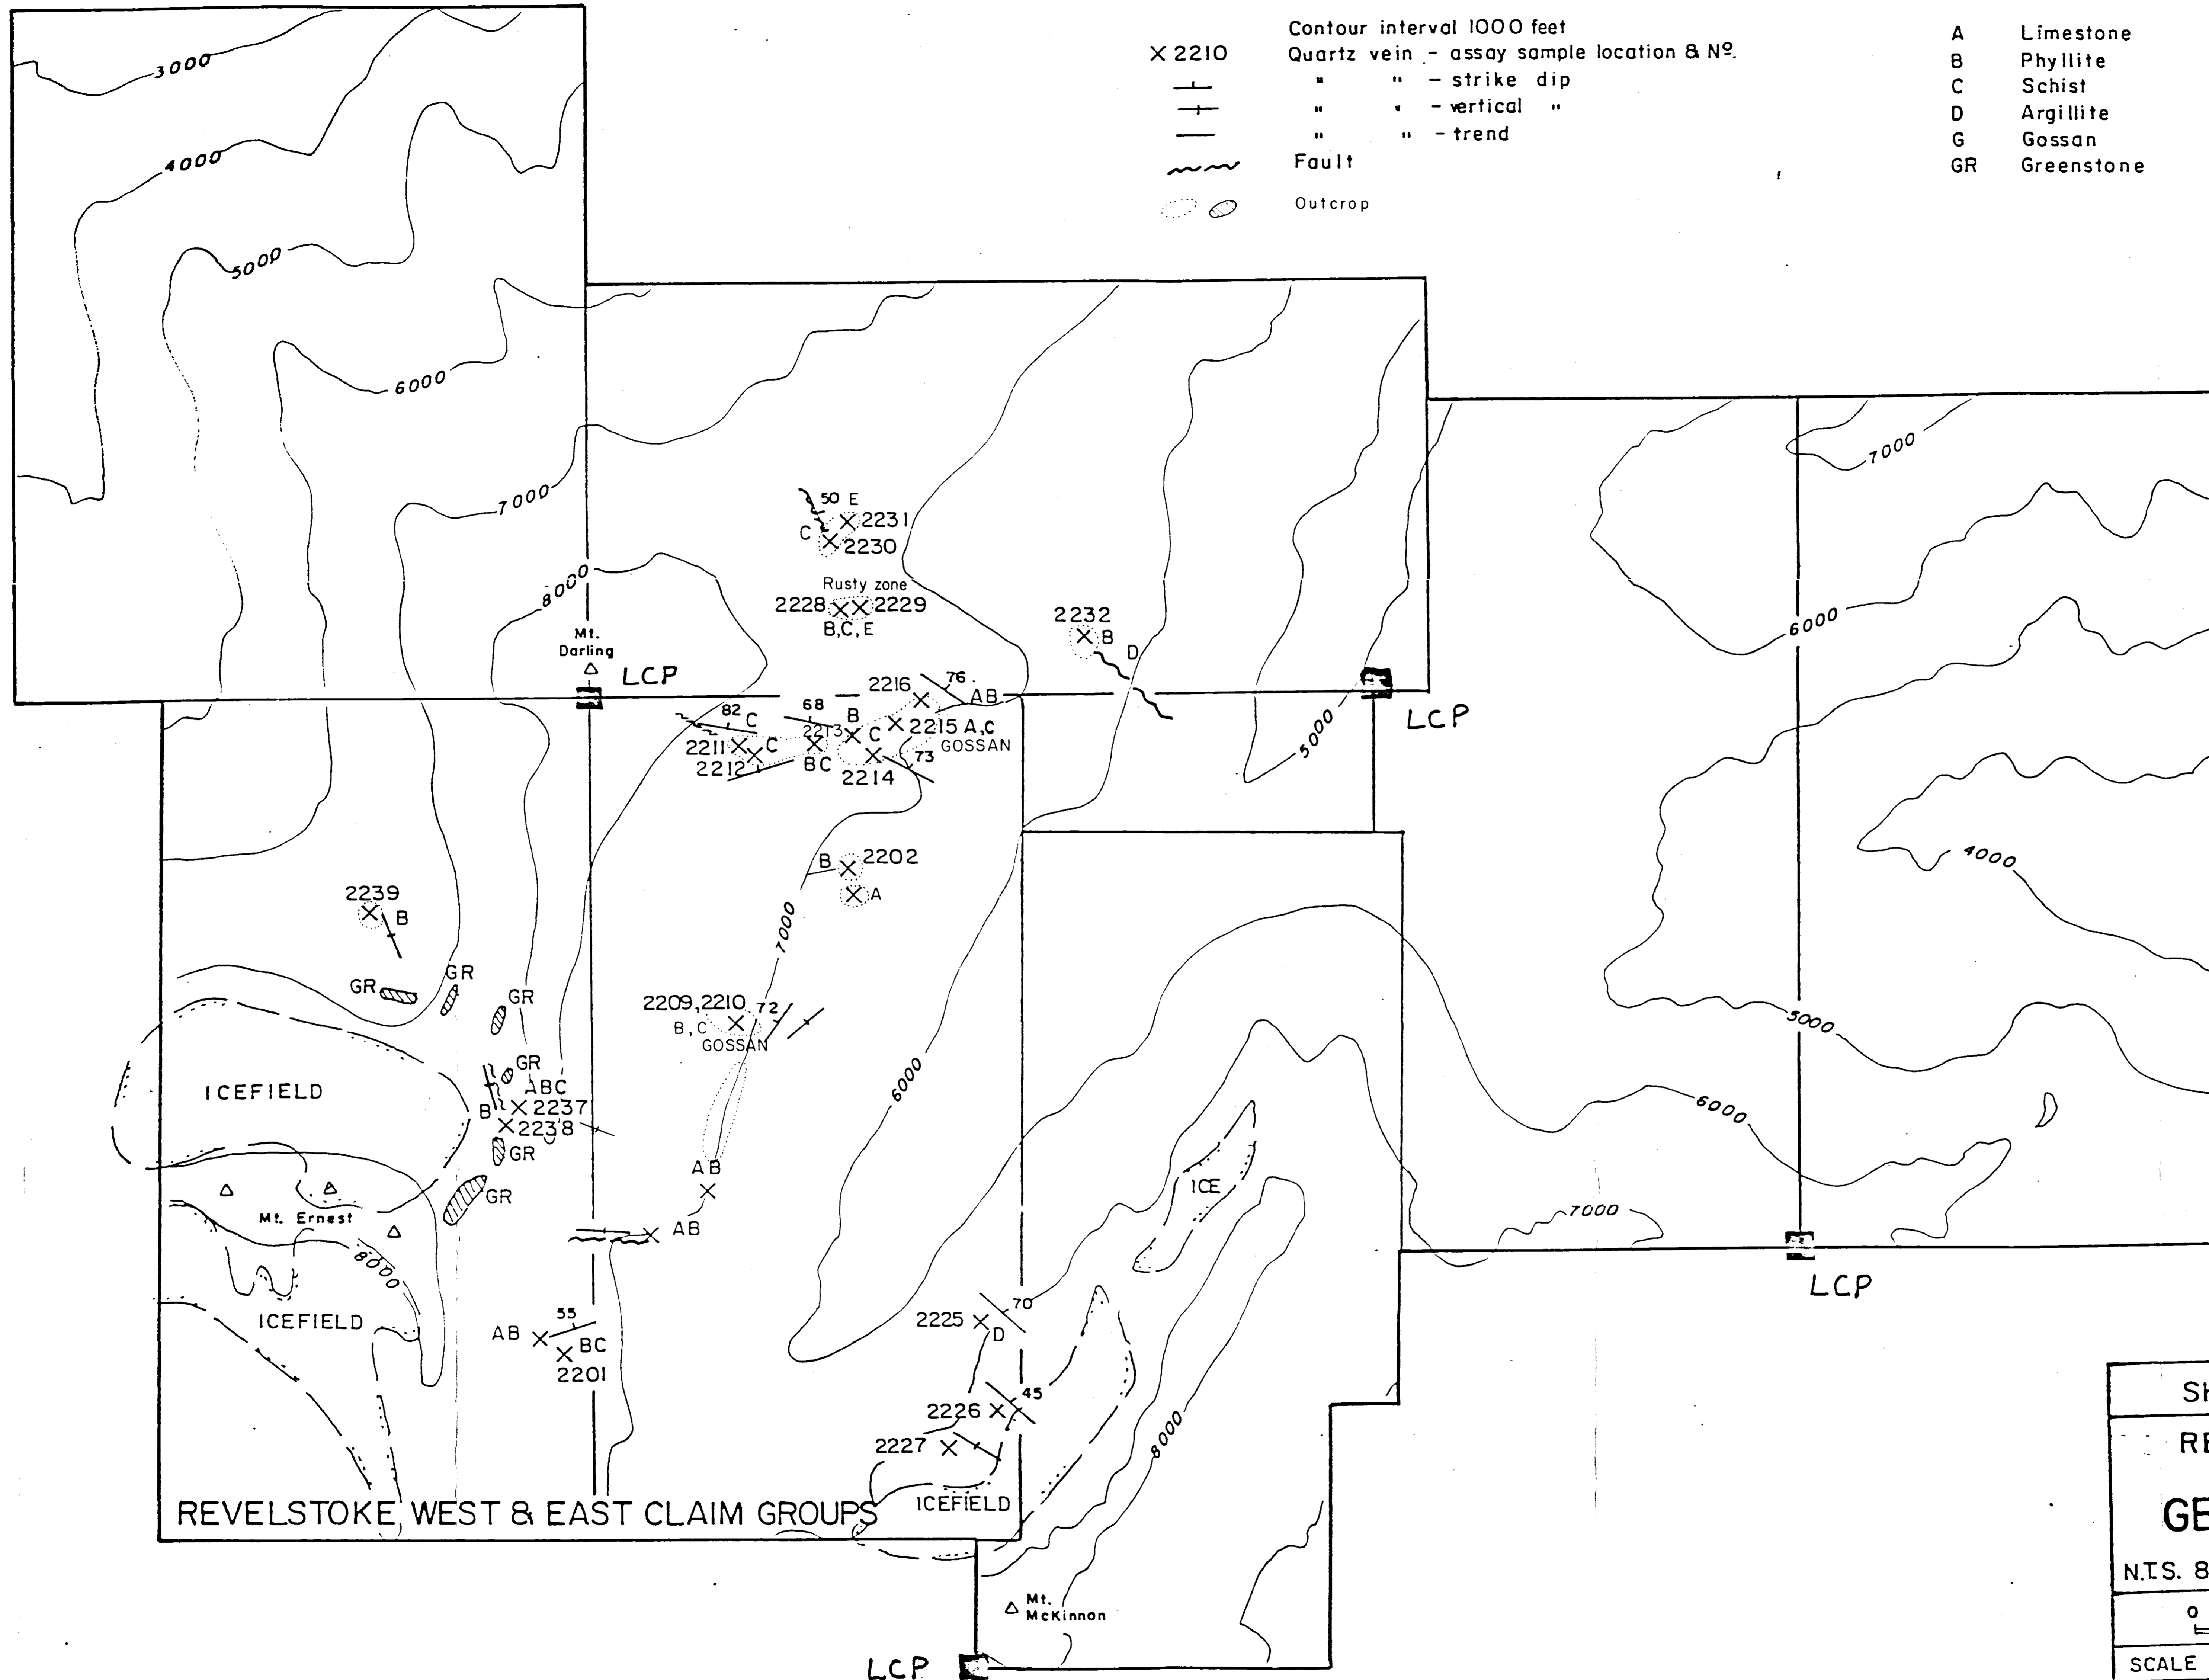 Contour interval 1000 feet
X 2210 Quartz vein - assay sample location & Nº.
" " - strike dip
" " - vertical "
" " - trend
Fault
Outcrop
A Limestone
B Phyllite
C Schist
D Argillite
G Gossan
GR Greenstone
3000
4000
5000
6000
7000
8000
7000
6000
50 E
2231
C
2230
Rusty zone
2228
2229
B,C,E
2232
B
D
Mt.
Darling
LCP
LCP
5000
2216
76
AB
82
C
68
B
2213
2215 A,C
GOSSAN
2211
C
C
2212
BC
2214
73
B
2202
A
4000
7000
2239
B
GR
GR
GR
2209,2210
72
B,C
GOSSAN
5000
GR
ABC
2237
B
2238
GR
GR
6000
6000
ICEFIELD
AB
AB
ICE
7000
Mt. Ernest
8000
ICEFIELD
LCP
55
AB
BC
2201
2225
70
D
45
2226
2227
8000
ICEFIELD
REVELSTOKE WEST & EAST CLAIM GROUPS
Mt.
McKinnon
LCP
SH
RE
GE
N.T.S. 8
0
SCALE